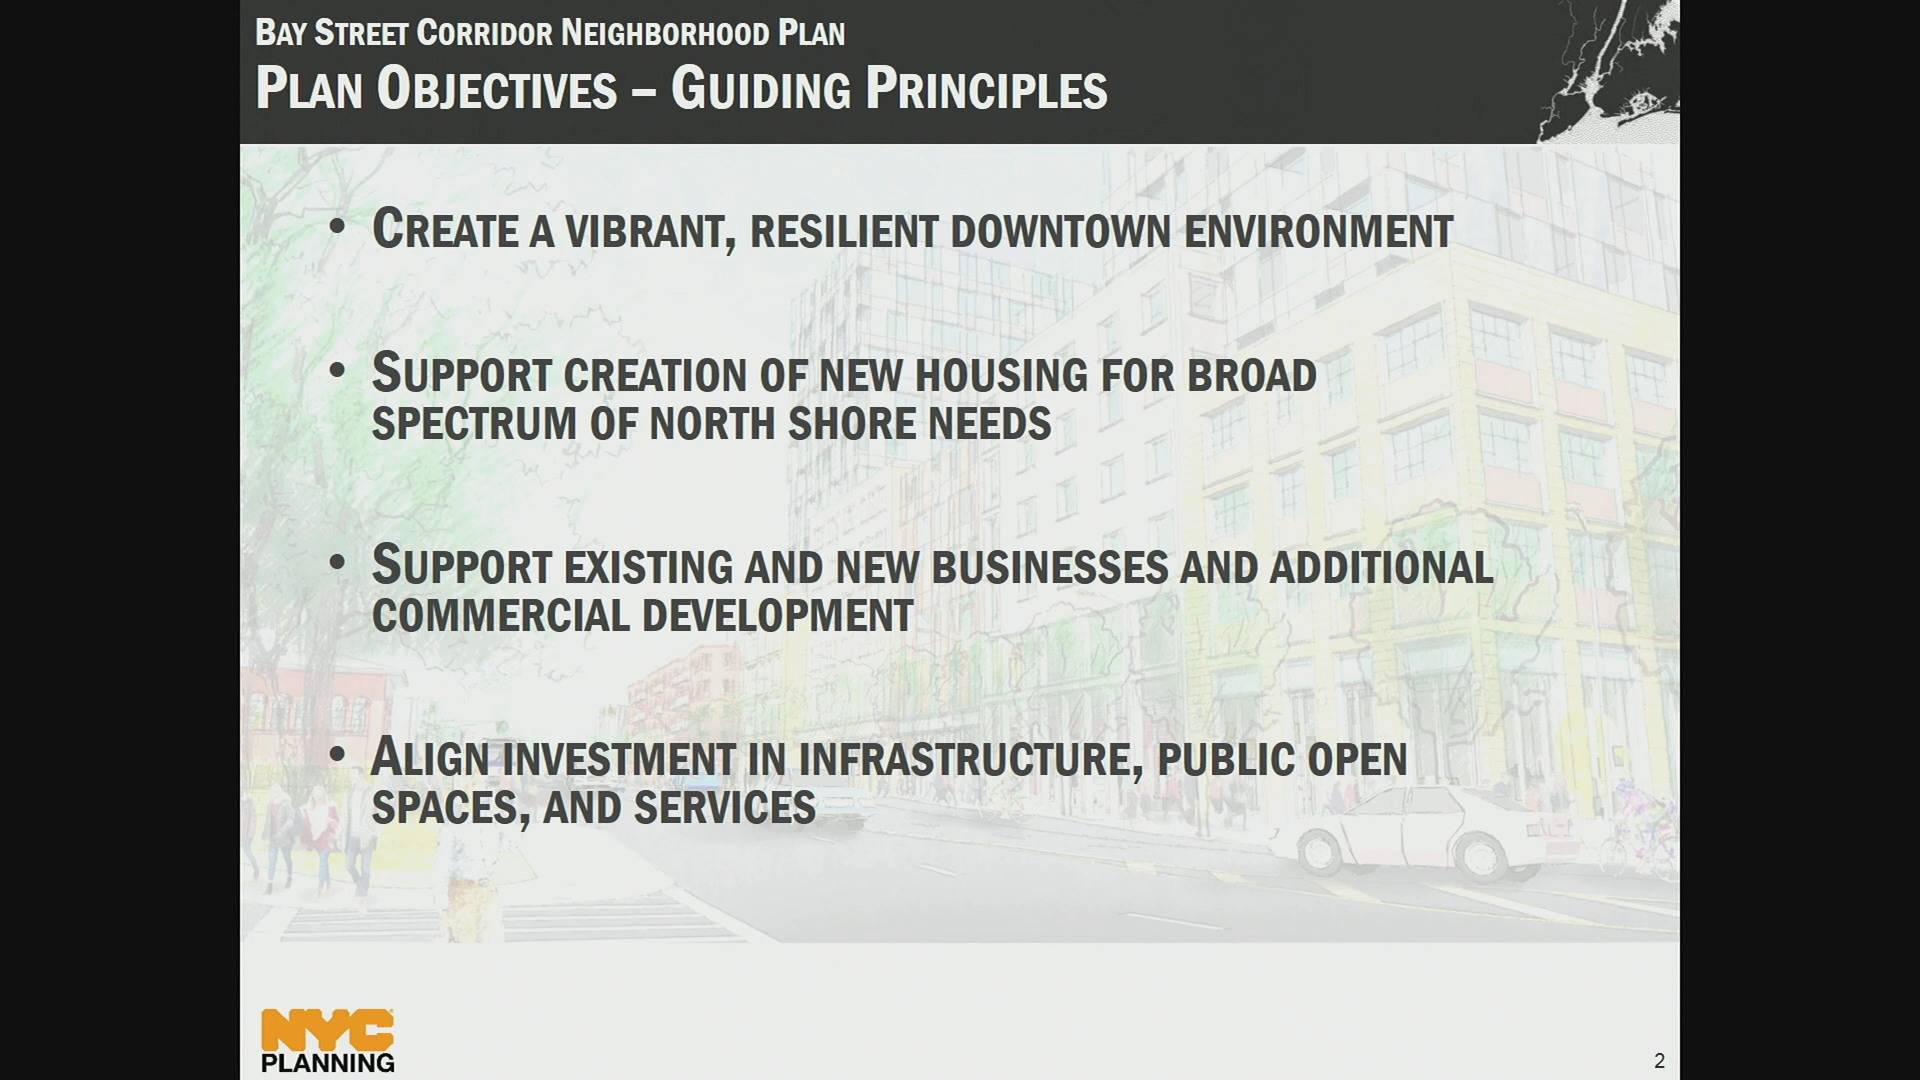 BAY STREET CORRIDOR NEIGHBORHOOD PLAN
PLAN OBJECTIVES – GUIDING PRINCIPLES
• CREATE A VIBRANT, RESILIENT DOWNTOWN ENVIRONMENT
• SUPPORT CREATION OF NEW HOUSING FOR BROAD
SPECTRUM OF NORTH SHORE NEEDS
• SUPPORT EXISTING AND NEW BUSINESSES AND ADDITIONAL
COMMERCIAL DEVELOPMENT
• ALIGN INVESTMENT IN INFRASTRUCTURE, PUBLIC OPEN
SPACES, AND SERVICES
NYC
PLANNING
2